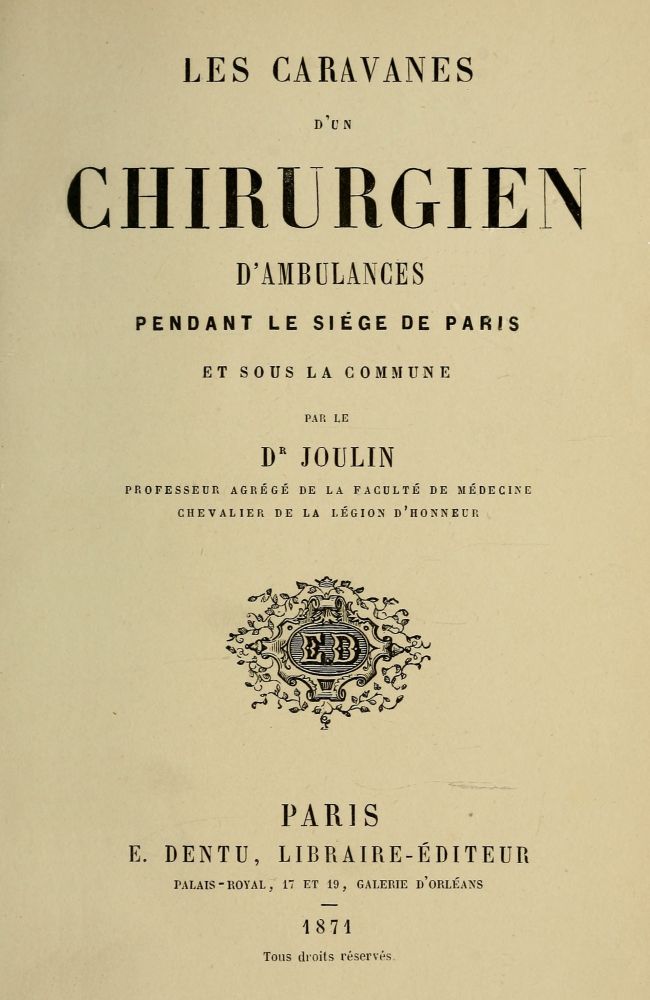 LES CARAVANES
D'UN
CHIRURGIEN
D'AMBULANCES
PENDANT LE SIÉGE DE PARIS
ET SOUS LA COMMUNE
PAR LE
DR JOULIN
PROFESSEUR AGRÉGÉ DE LA FACULTÉ DE MÉDECINE
CHEVALIER DE LA LÉGION D'HONNEUR
E.D
PARIS
E. DENTU, LIBRAIRE-ÉDITEUR
PALAIS-ROYAL, 17 ET 19, GALERIE D'ORLÉANS
1871
Tous droits réservés.